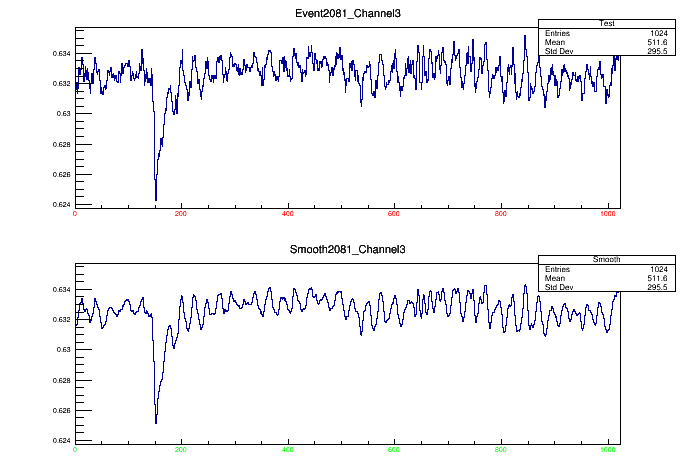 Event2081_Channel3
Test
Entries 1024
Mean 511.6
Std Dev 295.5
0.634
0.632
0.63
0.628
0.626
0.624
0 200 400 600 800 1000
Smooth2081_Channel3
Smooth
Entries 1024
Mean 511.6
Std Dev 295.5
0.634
0.632
0.63
0.628
0.626
0.624
0 200 400 600 800 1000